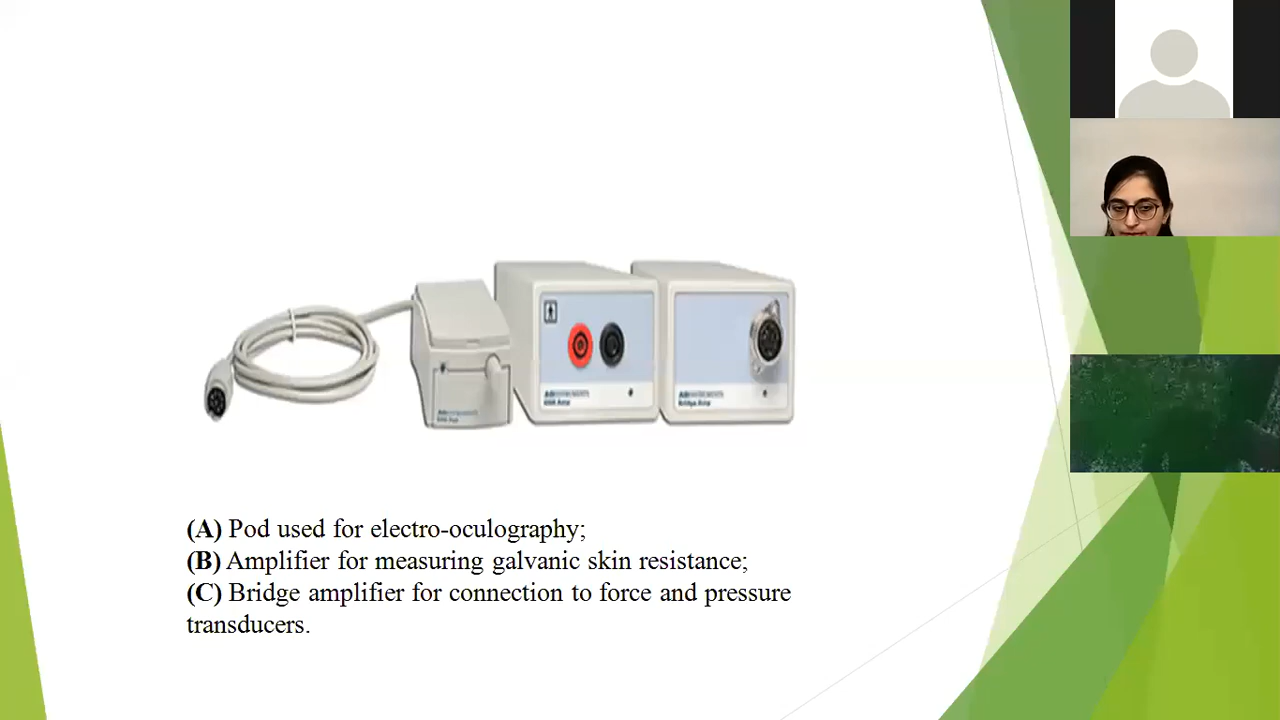 (A) Pod used for electro-oculography;
(B) Amplifier for measuring galvanic skin resistance;
(C) Bridge amplifier for connection to force and pressure
transducers.